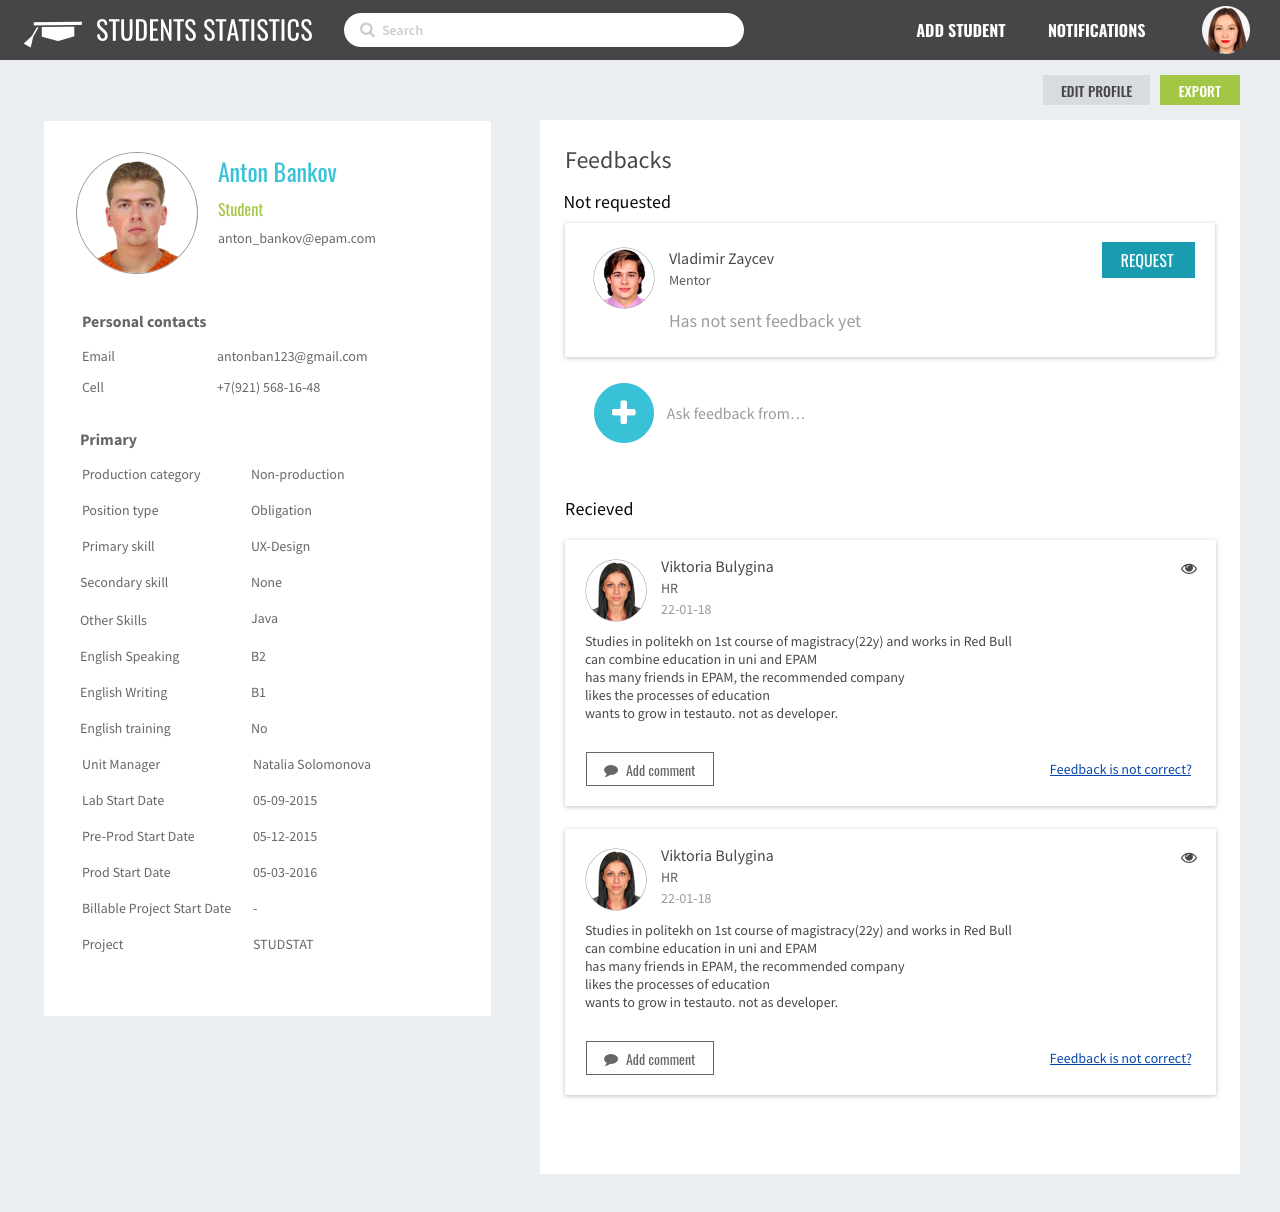 STUDENTS STATISTICS
Search
ADD STUDENT
NOTIFICATIONS
EDIT PROFILE
EXPORT
Anton Bankov
Student
anton_bankov@epam.com
Personal contacts
Email antonban123@gmail.com
Cell +7(921) 568-16-48
Primary
Production category Non-production
Position type Obligation
Primary skill UX-Design
Secondary skill None
Other Skills Java
English Speaking B2
English Writing B1
English training No
Unit Manager Natalia Solomonova
Lab Start Date 05-09-2015
Pre-Prod Start Date 05-12-2015
Prod Start Date 05-03-2016
Billable Project Start Date -
Project STUDSTAT
Feedbacks
Not requested
Vladimir Zaycev
Mentor
REQUEST
Has not sent feedback yet
Ask feedback from...
Recieved
Viktoria Bulygina
HR
22-01-18
Studies in politekh on 1st course of magistracy(22y) and works in Red Bull
can combine education in uni and EPAM
has many friends in EPAM, the recommended company
likes the processes of education
wants to grow in testauto. not as developer.
Add comment
Feedback is not correct?
Viktoria Bulygina
HR
22-01-18
Studies in politekh on 1st course of magistracy(22y) and works in Red Bull
can combine education in uni and EPAM
has many friends in EPAM, the recommended company
likes the processes of education
wants to grow in testauto. not as developer.
Add comment
Feedback is not correct?